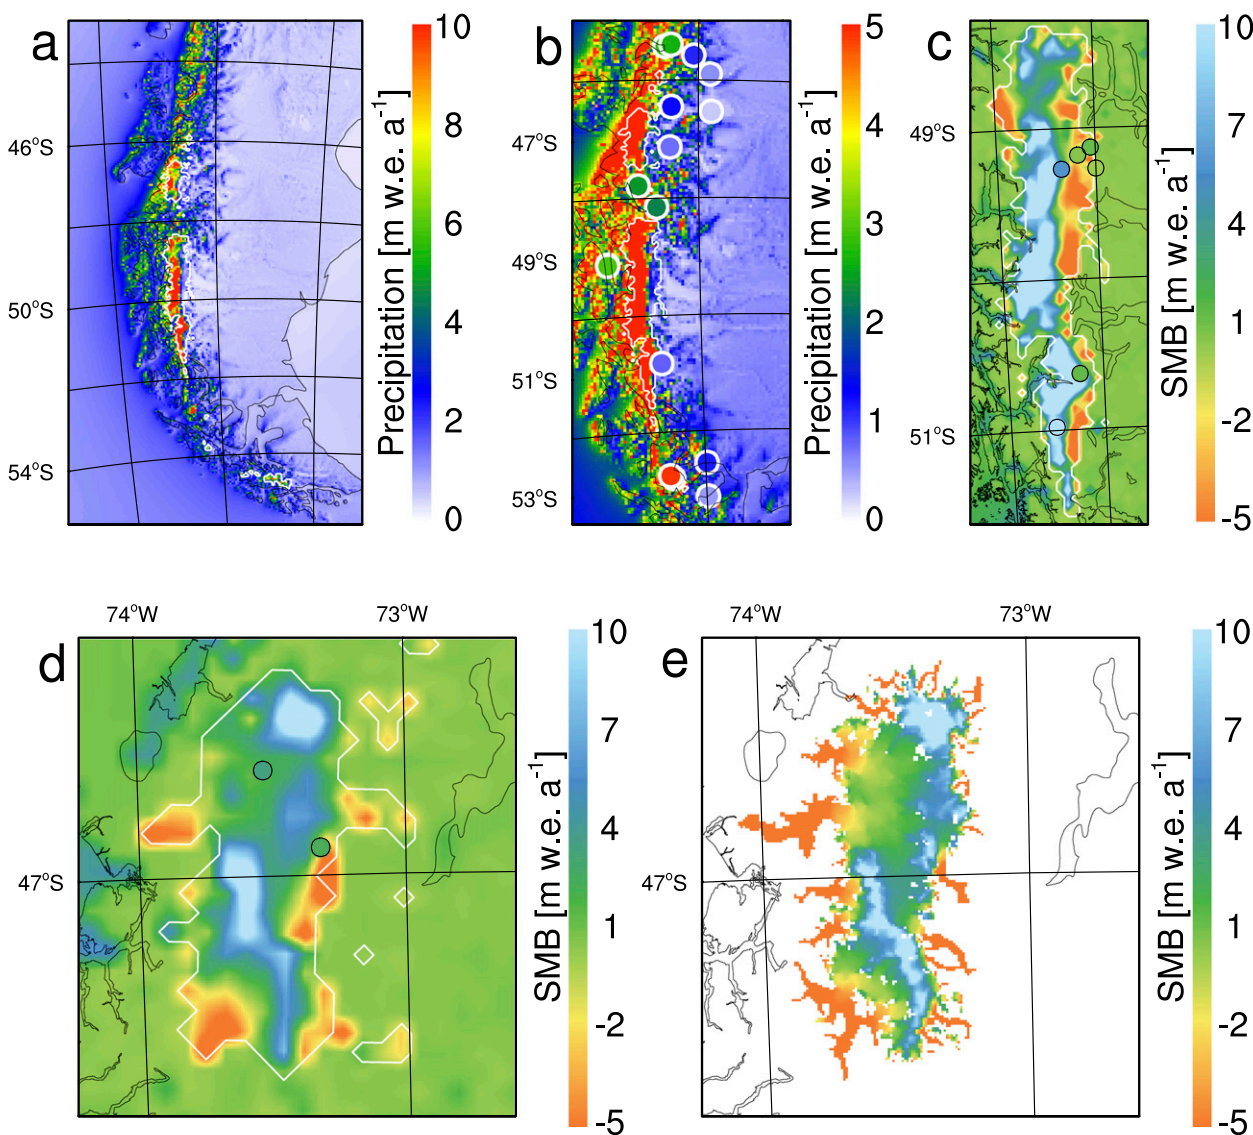 a
46°S
50°S
54°S
10
8
6
4
2
0
Precipitation [m w.e. a⁻¹]
b
47°S
49°S
51°S
53°S
5
4
3
2
1
0
Precipitation [m w.e. a⁻¹]
c
49°S
51°S
10
7
4
1
-2
-5
SMB [m w.e. a⁻¹]
74°W
73°W
d
47°S
10
7
4
1
-2
-5
SMB [m w.e. a⁻¹]
74°W
73°W
e
47°S
10
7
4
1
-2
-5
SMB [m w.e. a⁻¹]